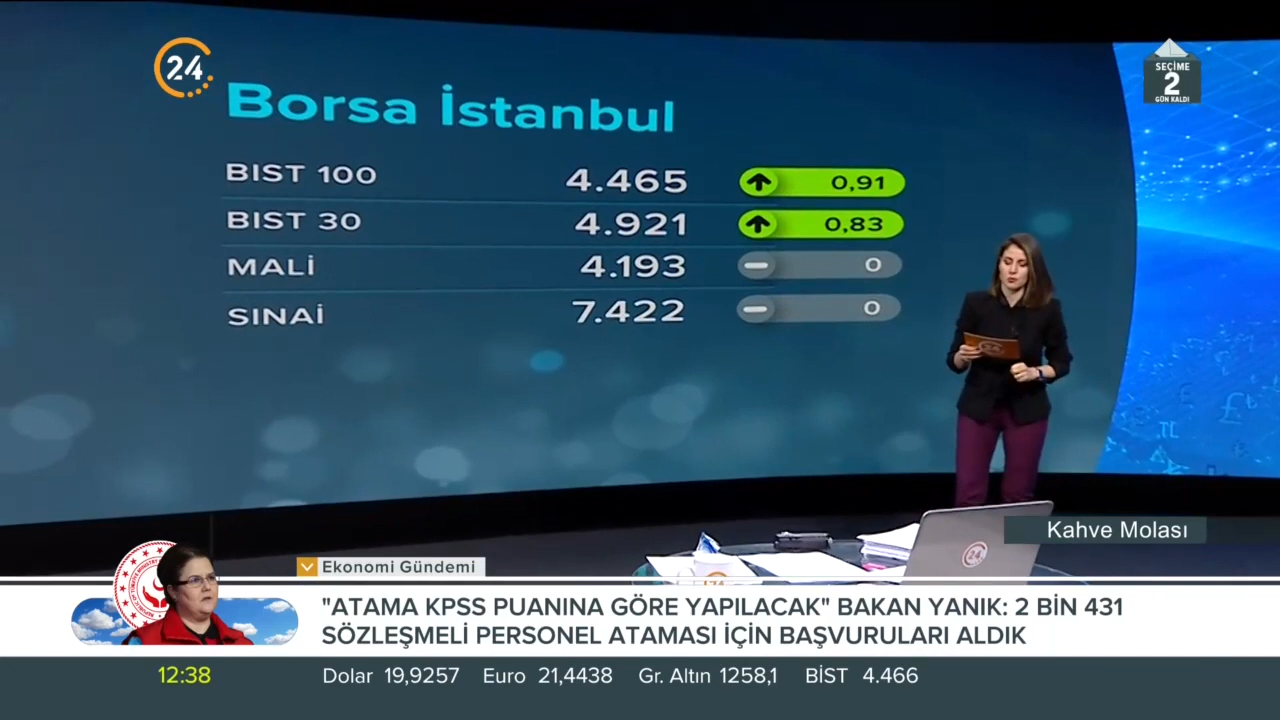 24
SEÇİME
2
GÜN KALDI
Borsa İstanbul
BIST 100 4.465 0,91
BIST 30 4.921 0,83
MALİ 4.193 0
SINAİ 7.422 0
24
TL
£
€
24
Kahve Molası
Ekonomi Gündemi
"ATAMA KPSS PUANINA GÖRE YAPILACAK" BAKAN YANIK: 2 BİN 431
SÖZLEŞMELİ PERSONEL ATAMASI İÇİN BAŞVURULARI ALDIK
12:38 Dolar 19,9257 Euro 21,4438 Gr. Altın 1258,1 BİST 4.466